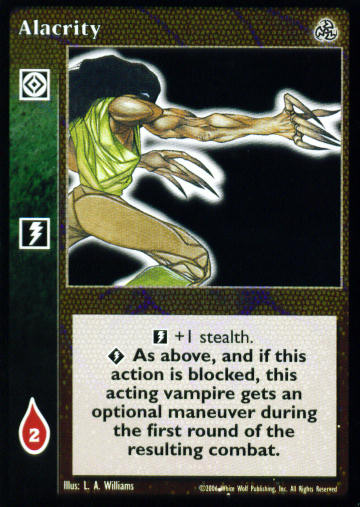 Alacrity
+1 stealth.
As above, and if this
action is blocked, this
acting vampire gets an
optional maneuver during
the first round of the
resulting combat.
2
Illus: L. A. Williams
©2006 White Wolf Publishing, Inc. All Rights Reserved